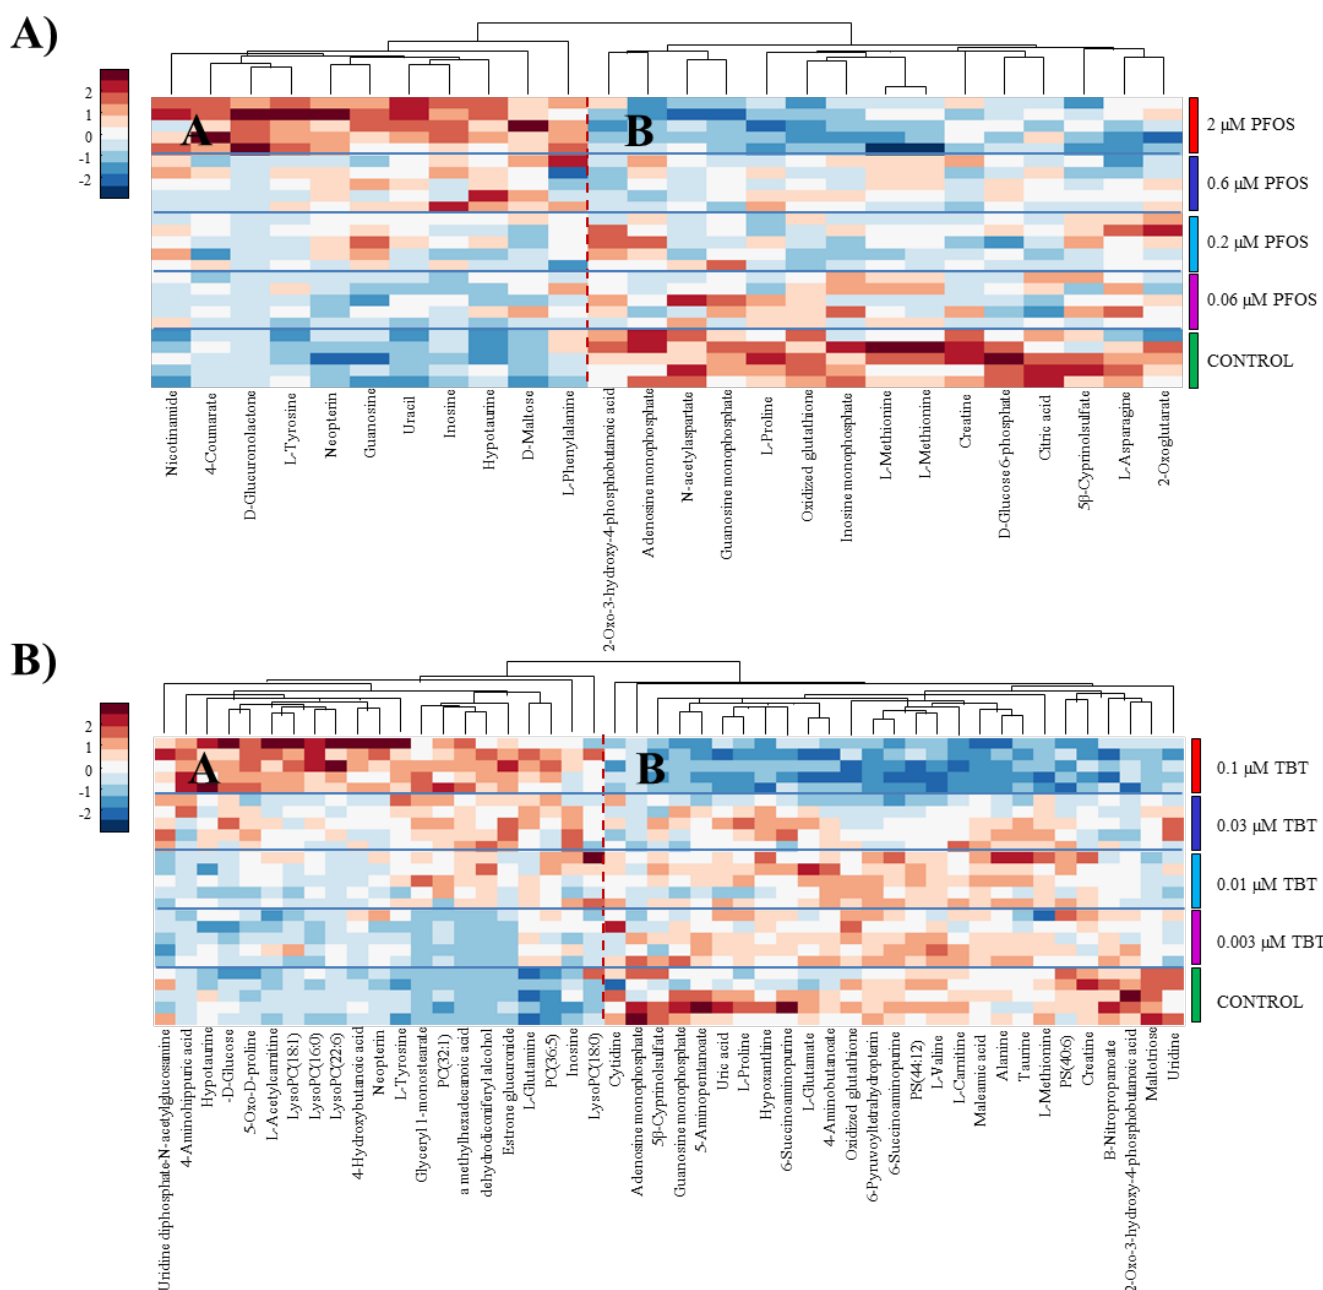 A)
2
1
0
-1
-2
A
B
2 μM PFOS
0.6 μM PFOS
0.2 μM PFOS
0.06 μM PFOS
CONTROL
Nicotinamide
4-Coumarate
D-Glucuronolactone
L-Tyrosine
Neopterin
Guanosine
Uracil
Inosine
Hypotaurine
D-Maltose
L-Phenylalanine
2-Oxo-3-hydroxy-4-phosphobutanoic acid
Adenosine monophosphate
N-acetylaspartate
Guanosine monophosphate
L-Proline
Oxidized glutathione
Inosine monophosphate
L-Methionine
L-Methionine
Creatine
D-Glucose 6-phosphate
Citric acid
5β-Cyprinolsulfate
L-Asparagine
2-Oxoglutarate
B)
2
1
0
-1
-2
A
B
0.1 μM TBT
0.03 μM TBT
0.01 μM TBT
0.003 μM TBT
CONTROL
Uridine diphosphate-N-acetylglucosamine
4-Aminohippuric acid
Hypotaurine
-D-Glucose
5-Oxo-D-proline
L-Acetylcarnitine
LysoPC(18:1)
LysoPC(16:0)
LysoPC(22:6)
4-Hydroxybutanoic acid
Neopterin
L-Tyrosine
Glyceryl 1-monostearate
PC(32:1)
a methylhexadecanoic acid
dehydrodiconiferyl alcohol
Estrone glucuronide
L-Glutamine
PC(36:5)
Inosine
LysoPC(18:0)
Cytidine
Adenosine monophosphate
5β-Cyprinolsulfate
Guanosine monophosphate
5-Aminopentanoate
Uric acid
L-Proline
Hypoxanthine
6-Succinoaminopurine
L-Glutamate
4-Aminobutanoate
Oxidized glutathione
6-Pyruvoyltetrahydropterin
6-Succinoaminopurine
PS(44:12)
L-Valine
L-Carnitine
Maleamic acid
Alanine
Taurine
L-Methionine
PS(40:6)
Creatine
B-Nitropropanoate
2-Oxo-3-hydroxy-4-phosphobutanoic acid
Maltotriose
Uridine